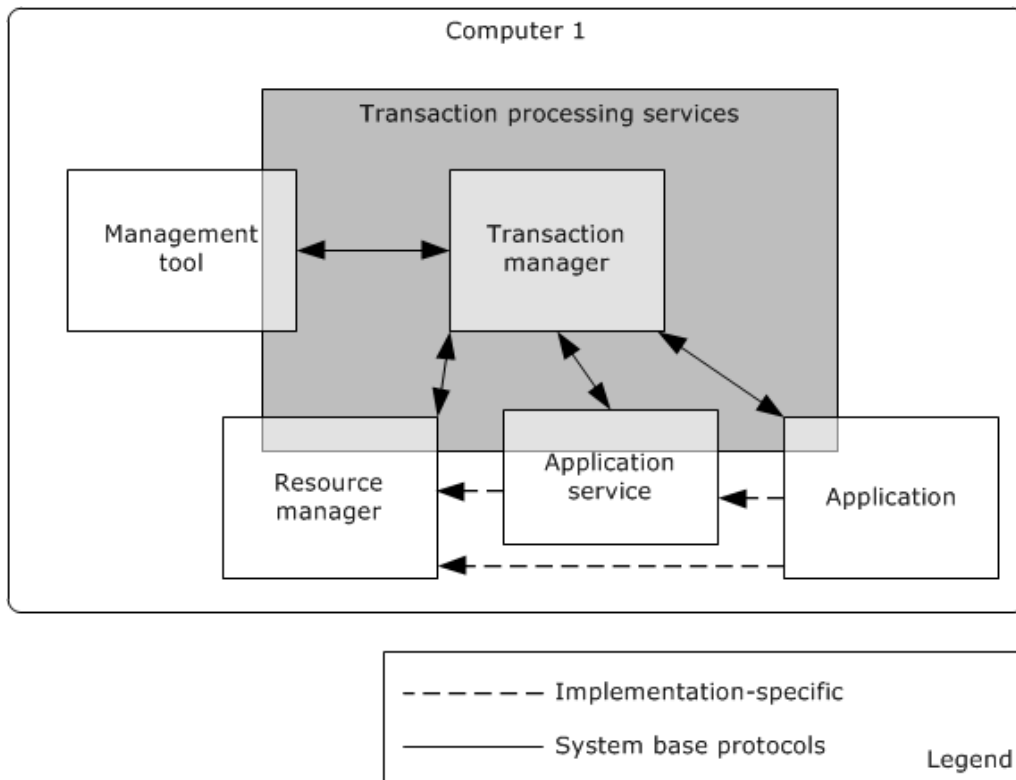 Computer 1
Transaction processing services
Management
tool
Transaction
manager
Resource
manager
Application
service
Application
Implementation-specific
System base protocols
Legend